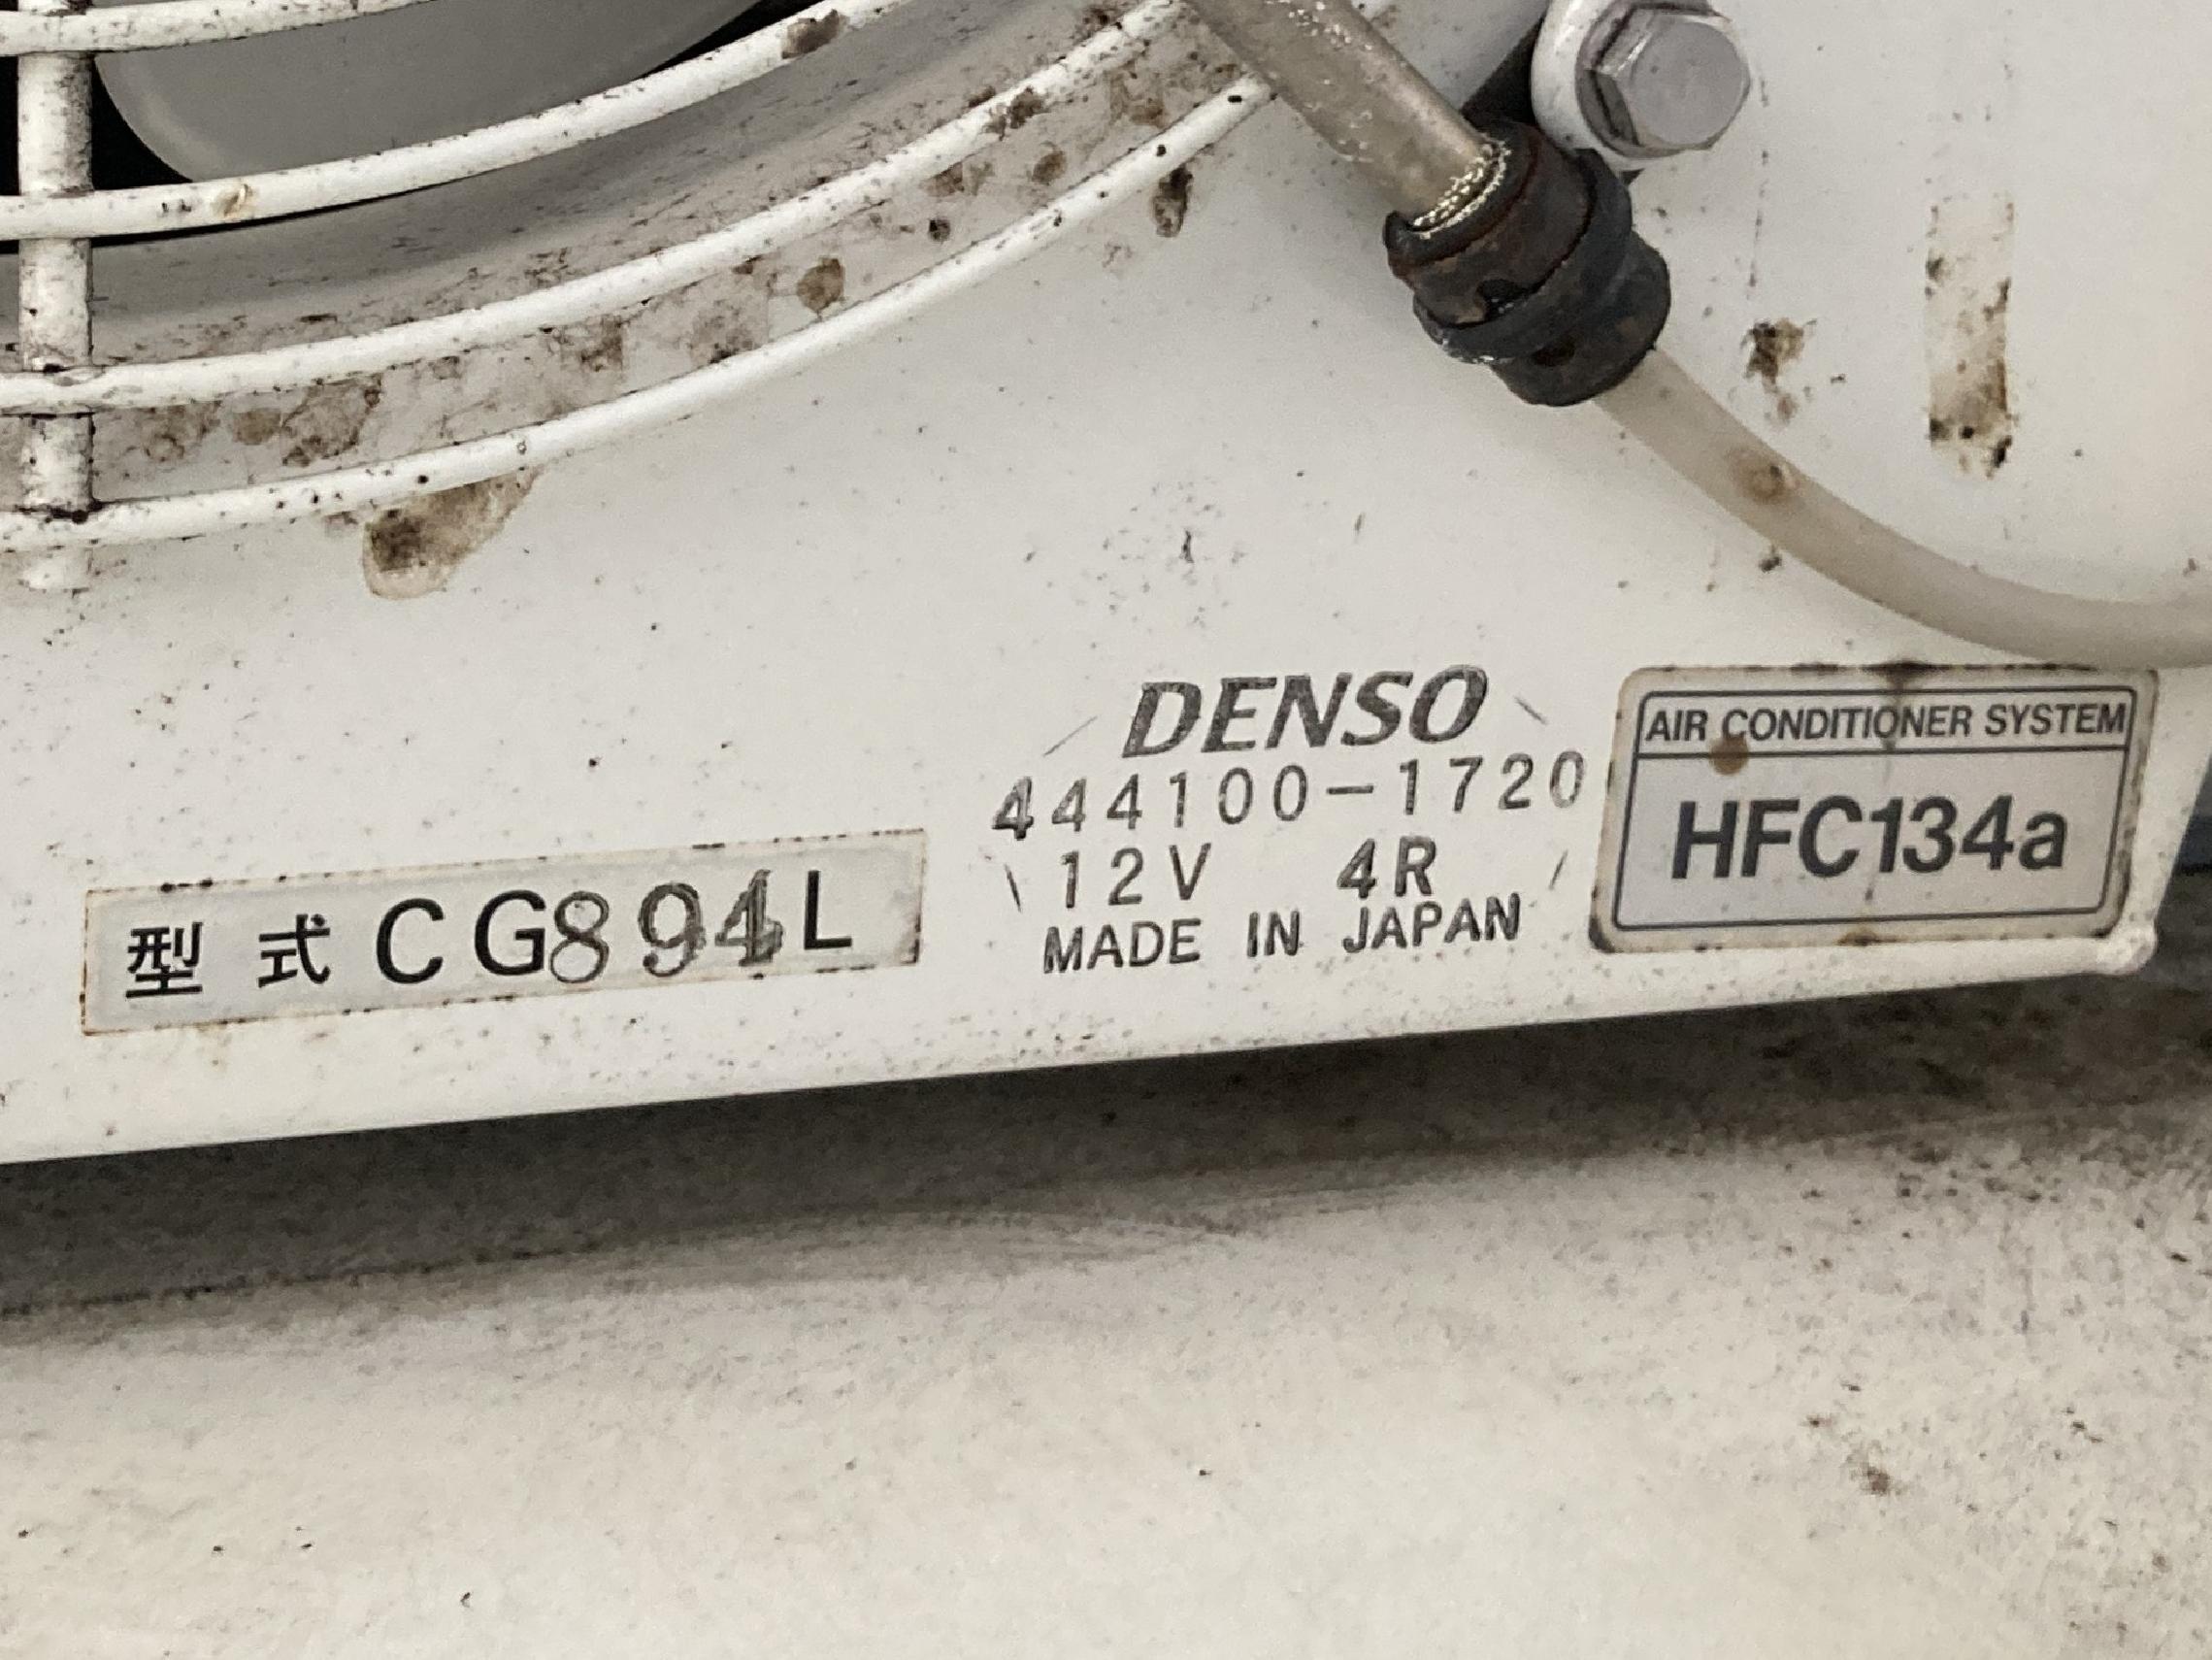 DENSO
444100-1720
12V 4R
MADE IN JAPAN
型式 CG894L
AIR CONDITIONER SYSTEM
HFC134a